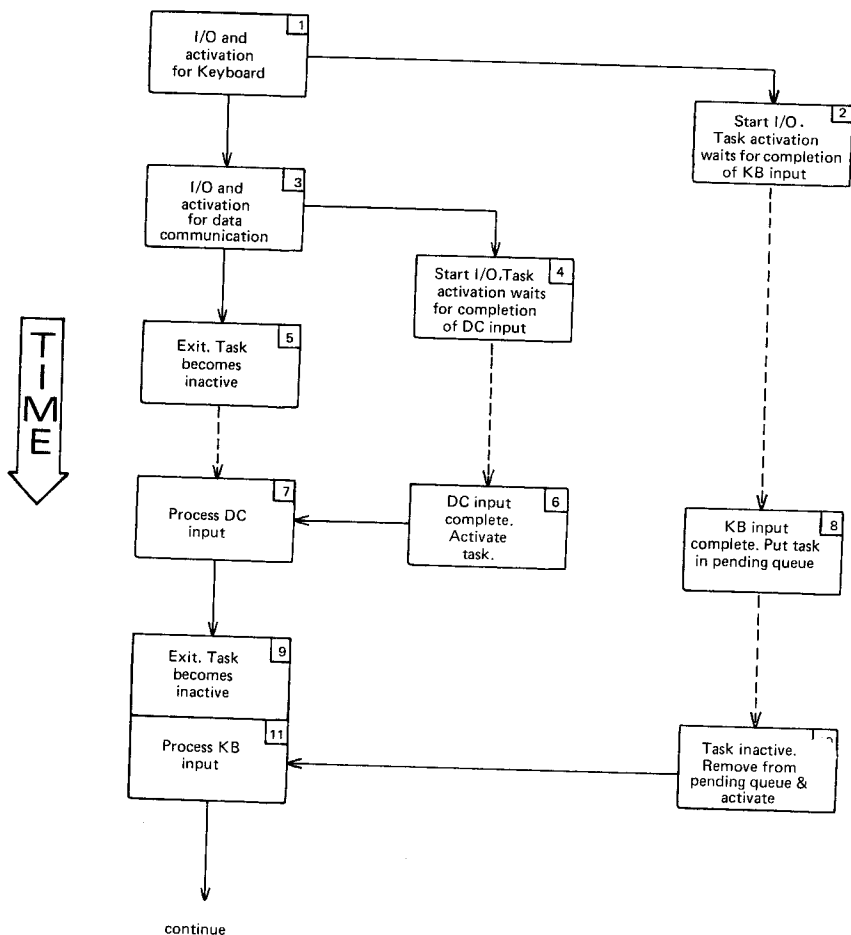 1
I/O and
activation
for Keyboard
2
Start I/O.
Task activation
waits for completion
of KB input
3
I/O and
activation
for data
communication
4
Start I/O.Task
activation waits
for completion
of DC input
5
Exit. Task
becomes
inactive
TIME
6
DC input
complete.
Activate
task.
7
Process DC
input
8
KB input
complete. Put task
in pending queue
9
Exit. Task
becomes
inactive
Task inactive.
Remove from
pending queue &
activate
11
Process KB
input
continue